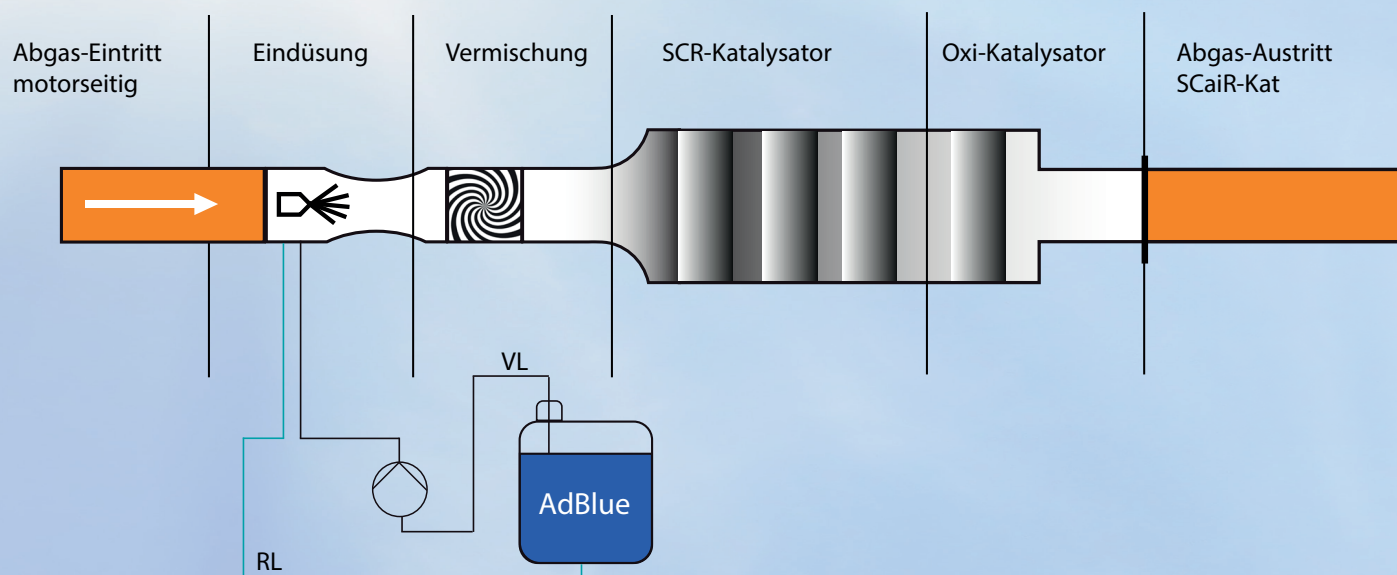 Abgas-Eintritt
motorseitig
Eindüsung
Vermischung
SCR-Katalysator
Oxi-Katalysator
Abgas-Austritt
SCaiR-Kat
VL
AdBlue
RL